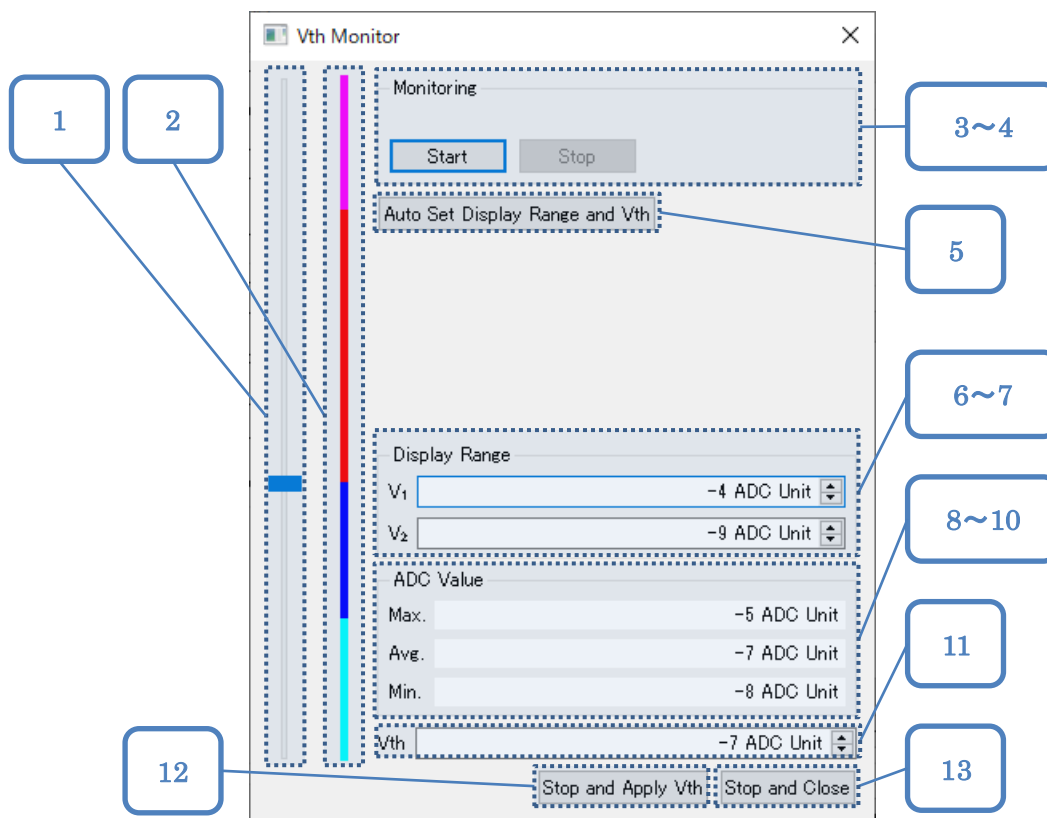 Vth Monitor
1
2
Monitoring
3～4
Start
Stop
Auto Set Display Range and Vth
5
6～7
Display Range
V₁
-4 ADC Unit
V₂
-9 ADC Unit
8～10
ADC Value
Max.
-5 ADC Unit
Avg.
-7 ADC Unit
Min.
-8 ADC Unit
11
Vth
-7 ADC Unit
12
Stop and Apply Vth
Stop and Close
13